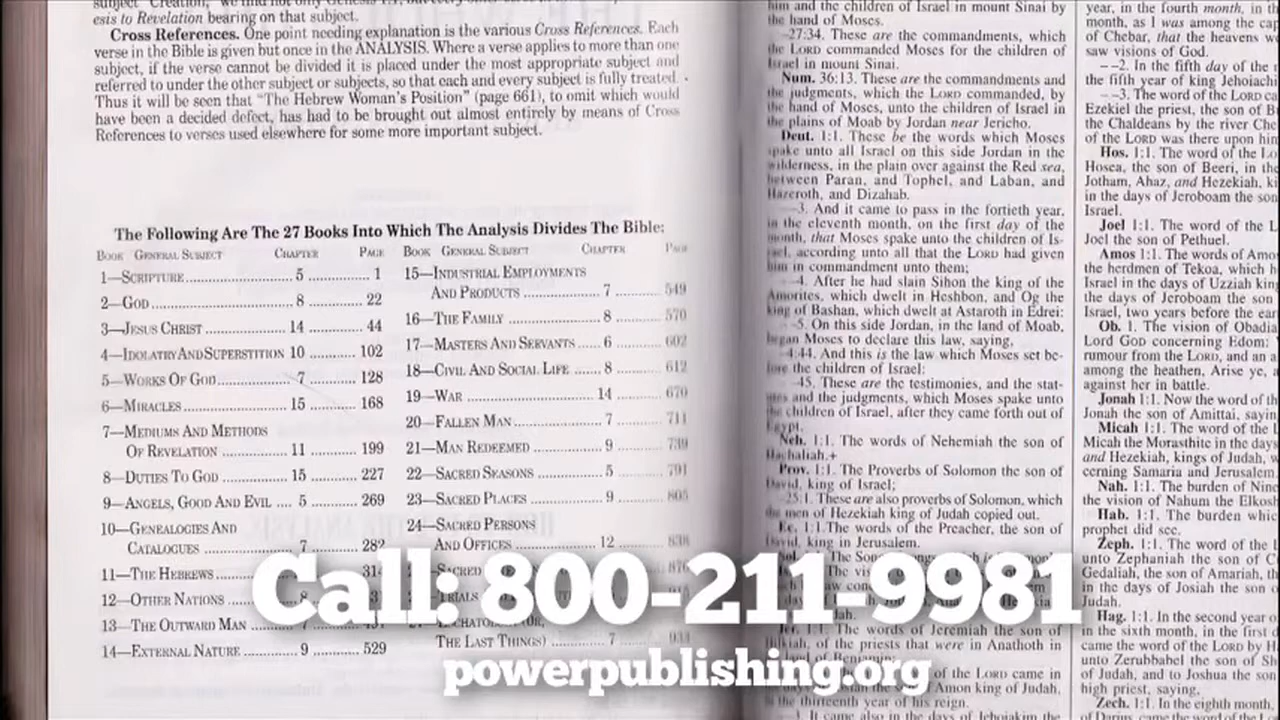 subject "Creation,"
esis to Revelation bearing on that subject.
Cross References. One point needing explanation is the various Cross References. Each
verse in the Bible is given but once in the ANALYSIS. Where a verse applies to more than one
subject, if the verse cannot be divided it is placed under the most appropriate subject and
referred to under the other subject or subjects, so that each and every subject is fully treated.
Thus it will be seen that "The Hebrew Woman's Position" (page 661), to omit which would
have been a decided defect, has had to be brought out almost entirely by means of Cross
References to verses used elsewhere for some more important subject.
The Following Are The 27 Books Into Which The Analysis Divides The Bible:
BOOK GENERAL SUBJECT CHAPTER PAGE
1—SCRIPTURE 5 1
2—GOD 8 22
3—JESUS CHRIST 14 44
4—IDOLATRY AND SUPERSTITION 10 102
5—WORKS OF GOD 7 128
6—MIRACLES 15 168
7—MEDIUMS AND METHODS
OF REVELATION 11 199
8—DUTIES TO GOD 15 227
9—ANGELS, GOOD AND EVIL 5 269
10—GENEALOGIES AND
CATALOGUES 7 282
11—THE HEBREWS
12—OTHER NATIONS
13—THE OUTWARD MAN
14—EXTERNAL NATURE 9 529
BOOK GENERAL SUBJECT CHAPTER PAGE
15—INDUSTRIAL EMPLOYMENTS
AND PRODUCTS 7 549
16—THE FAMILY 8 570
17—MASTERS AND SERVANTS 6 602
18—CIVIL AND SOCIAL LIFE 8 612
19—WAR 14 670
20—FALLEN MAN 7 711
21—MAN REDEEMED 9 739
22—SACRED SEASONS 5 791
23—SACRED PLACES 9 805
24—SACRED PERSONS
AND OFFICES 12 838
SACRED
THE LAST THINGS) 7 934
him and the children of Israel in mount Sinai by
the hand of Moses.
—27:34. These are the commandments, which
the LORD commanded Moses for the children of
Israel in mount Sinai.
Num. 36:13. These are the commandments and
the judgments, which the LORD commanded, by
the hand of Moses, unto the children of Israel in
the plains of Moab by Jordan near Jericho.
Deut. 1:1. These be the words which Moses
spake unto all Israel on this side Jordan in the
wilderness, in the plain over against the Red sea,
between Paran, and Tophel, and Laban, and
Hazeroth, and Dizahab.
—3. And it came to pass in the fortieth year,
in the eleventh month, on the first day of the
month, that Moses spake unto the children of Is-
rael, according unto all that the LORD had given
him in commandment unto them;
—4. After he had slain Sihon the king of the
Amorites, which dwelt in Heshbon, and Og the
king of Bashan, which dwelt at Astaroth in Edrei:
—5. On this side Jordan, in the land of Moab,
began Moses to declare this law, saying,
—4:44. And this is the law which Moses set be-
fore the children of Israel:
—45. These are the testimonies, and the stat-
utes and the judgments, which Moses spake unto
the children of Israel, after they came forth out of
Egypt.
Neh. 1:1. The words of Nehemiah the son of
Hachaliah.+
Prov. 1:1. The Proverbs of Solomon the son of
David, king of Israel;
—25:1. These are also proverbs of Solomon, which
the men of Hezekiah king of Judah copied out.
Ec. 1:1. The words of the Preacher, the son of
David, king in Jerusalem.
The Song
The words of Jeremiah the son of
Hilkiah, of the priests that were in Anathoth in
land of Benjamin:
of the LORD came in
Amon king of Judah,
in the thirteenth year of his reign.
It came also in the days of Jehoiakim the
year, in the fourth month, in th
month, as I was among the cap
of Chebar, that the heavens we
saw visions of God.
—-2. In the fifth day of the
the fifth year of king Jehoiachi
—-3. The word of the LORD ca
Ezekiel the priest, the son of B
the Chaldeans by the river Che
of the LORD was there upon him
Hos. 1:1. The word of the Lo
Hosea, the son of Beeri, in the
Jotham, Ahaz, and Hezekiah, ki
in the days of Jeroboam the son
Israel.
Joel 1:1. The word of the L
Joel the son of Pethuel.
Amos 1:1. The words of Amos
the herdmen of Tekoa, which h
Israel in the days of Uzziah king
the days of Jeroboam the son
Israel, two years before the ear
Ob. 1. The vision of Obadia
Lord GOD concerning Edom:
rumour from the LORD, and an a
among the heathen, Arise ye, a
against her in battle.
Jonah 1:1. Now the word of th
Jonah the son of Amittai, sayin
Micah 1:1. The word of the L
Micah the Morasthite in the days
and Hezekiah, kings of Judah, w
cerning Samaria and Jerusalem
Nah. 1:1. The burden of Nine
the vision of Nahum the Elkosh
Hab. 1:1. The burden whic
prophet did see.
Zeph. 1:1. The word of the L
unto Zephaniah the son of C
Gedaliah, the son of Amariah, th
in the days of Josiah the son o
Judah.
Hag. 1:1. In the second year o
in the sixth month, in the first d
came the word of the LORD by H
unto Zerubbabel the son of Sh
of Judah, and to Joshua the son
high priest, saying,
Zech. 1:1. In the eighth month,
of Darius, came the word of the L
Call: 800-211-9981
powerpublishing.org